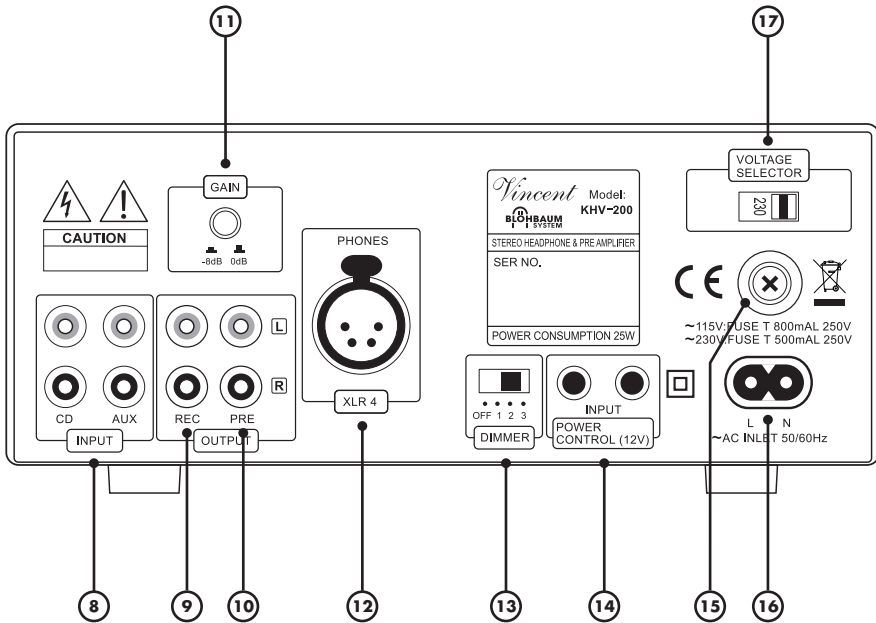 11
17
VOLTAGE
SELECTOR
230
GAIN
-8dB 0dB
CAUTION
PHONES
XLR 4
Vincent Model:
KHV-200
BLOHBAUM
SYSTEM
STEREO HEADPHONE & PRE AMPLIFIER
SER NO.
POWER CONSUMPTION 25W
CE
~115V:FUSE T 800mAL 250V
~230V:FUSE T 500mAL 250V
L
R
CD AUX REC PRE
INPUT OUTPUT
OFF 1 2 3
DIMMER
INPUT
POWER
CONTROL (12V)
L N
~AC INLET 50/60Hz
8 9 10 12 13 14 15 16